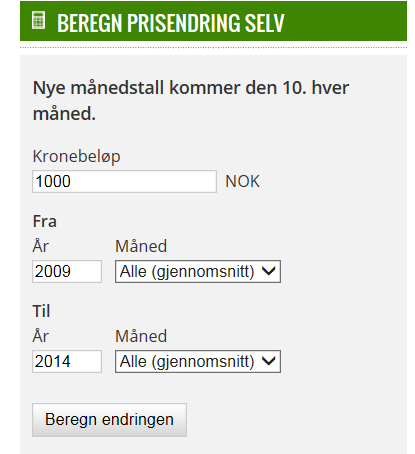 BEREGN PRISENDRING SELV
Nye månedstall kommer den 10. hver
måned.
Kronebeløp
1000 NOK
Fra
År Måned
2009 Alle (gjennomsnitt)
Til
År Måned
2014 Alle (gjennomsnitt)
Beregn endringen